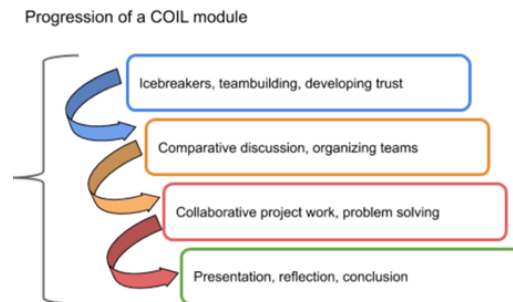 Progression of a COIL module
Icebreakers, teambuilding, developing trust
Comparative discussion, organizing teams
Collaborative project work, problem solving
Presentation, reflection, conclusion